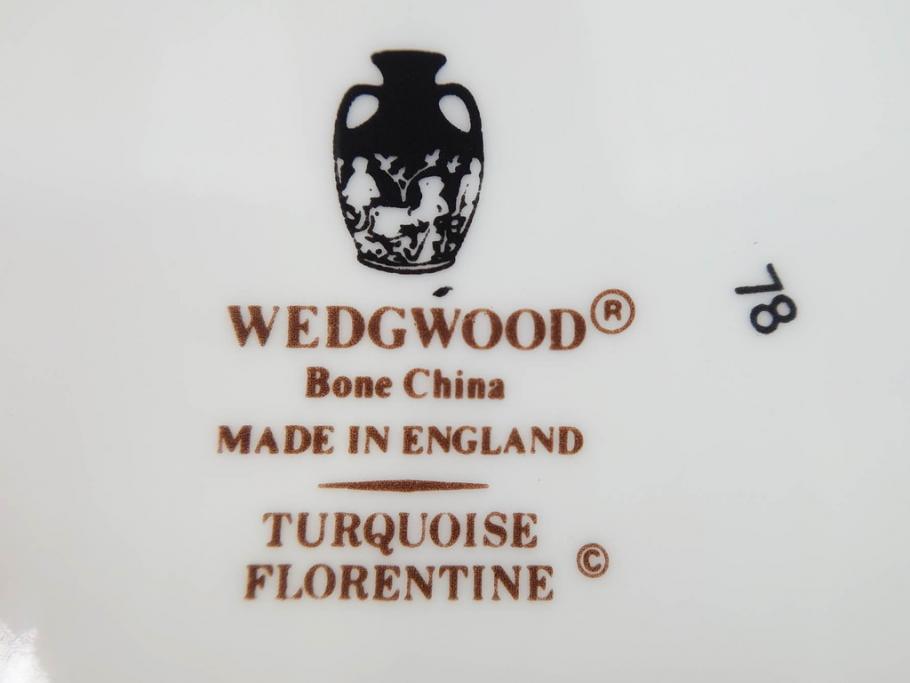 WEDGWOOD®
Bone China
MADE IN ENGLAND
TURQUOISE
FLORENTINE ©
78